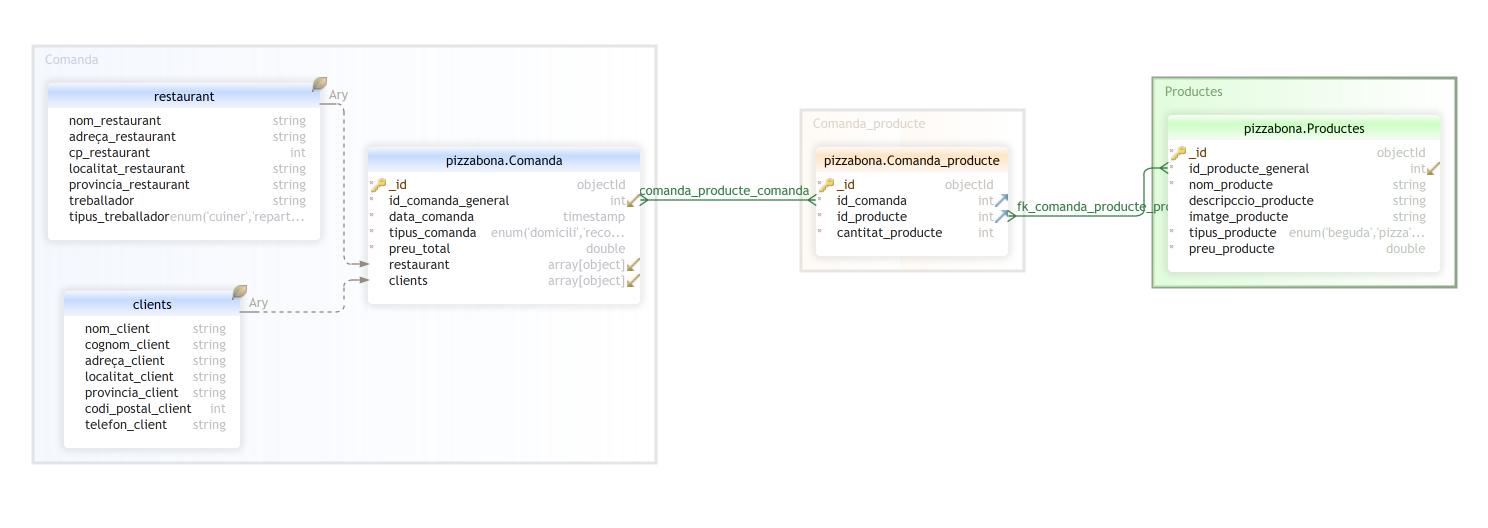 Comanda
restaurant
Ary
nom_restaurant string
adreça_restaurant string
cp_restaurant int
localitat_restaurant string
provincia_restaurant string
treballador string
tipus_treballador enum('cuiner','repart...
clients
Ary
nom_client string
cognom_client string
adreça_client string
localitat_client string
provincia_client string
codi_postal_client int
telefon_client string
pizzabona.Comanda
_id objectId
id_comanda_general int
data_comanda timestamp
tipus_comanda enum('domicili','reco...
preu_total double
restaurant array[object]
clients array[object]
comanda_producte_comanda
Comanda_producte
pizzabona.Comanda_producte
_id objectId
id_comanda int
id_producte int
cantitat_producte int
fk_comanda_producte_pro
Productes
pizzabona.Productes
_id objectId
id_producte_general int
nom_producte string
descripccio_producte string
imatge_producte string
tipus_producte enum('beguda','pizza'...
preu_producte double